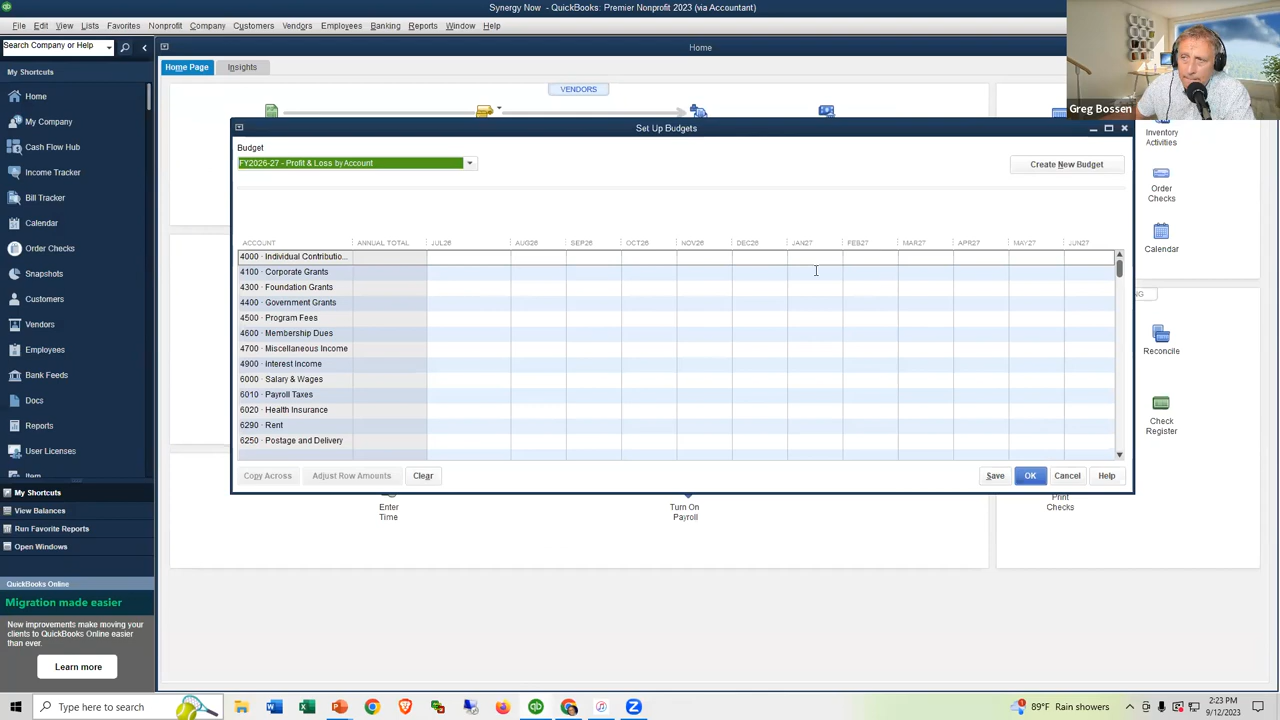 Synergy Now - QuickBooks: Premier Nonprofit 2023 (via Accountant)
File Edit View Lists Favorites Nonprofit Company Customers Vendors Employees Banking Reports Window Help
Search Company or Help
Home
Home Page Insights
My Shortcuts
Home
My Company
Cash Flow Hub
Income Tracker
Bill Tracker
Calendar
Order Checks
Snapshots
Customers
Vendors
Employees
Bank Feeds
Docs
Reports
User Licenses
Item
My Shortcuts
View Balances
Run Favorite Reports
Open Windows
QuickBooks Online
Migration made easier
New improvements make moving your
clients to QuickBooks Online easier
than ever.
Learn more
VENDORS
Greg Bossen
Set Up Budgets
Budget
FY2026-27 - Profit & Loss by Account
Create New Budget
ACCOUNT ANNUAL TOTAL JUL26 AUG26 SEP26 OCT26 NOV26 DEC26 JAN27 FEB27 MAR27 APR27 MAY27 JUN27
4000 · Individual Contributio...
4100 · Corporate Grants
4300 · Foundation Grants
4400 · Government Grants
4500 · Program Fees
4600 · Membership Dues
4700 · Miscellaneous Income
4900 · Interest Income
6000 · Salary & Wages
6010 · Payroll Taxes
6020 · Health Insurance
6290 · Rent
6250 · Postage and Delivery
Copy Across Adjust Row Amounts Clear Save OK Cancel Help
Enter
Time
Turn On
Payroll
Inventory
Activities
Order
Checks
Calendar
NG
Reconcile
Check
Register
Print
Checks
Type here to search
89°F Rain showers
2:23 PM
9/12/2023